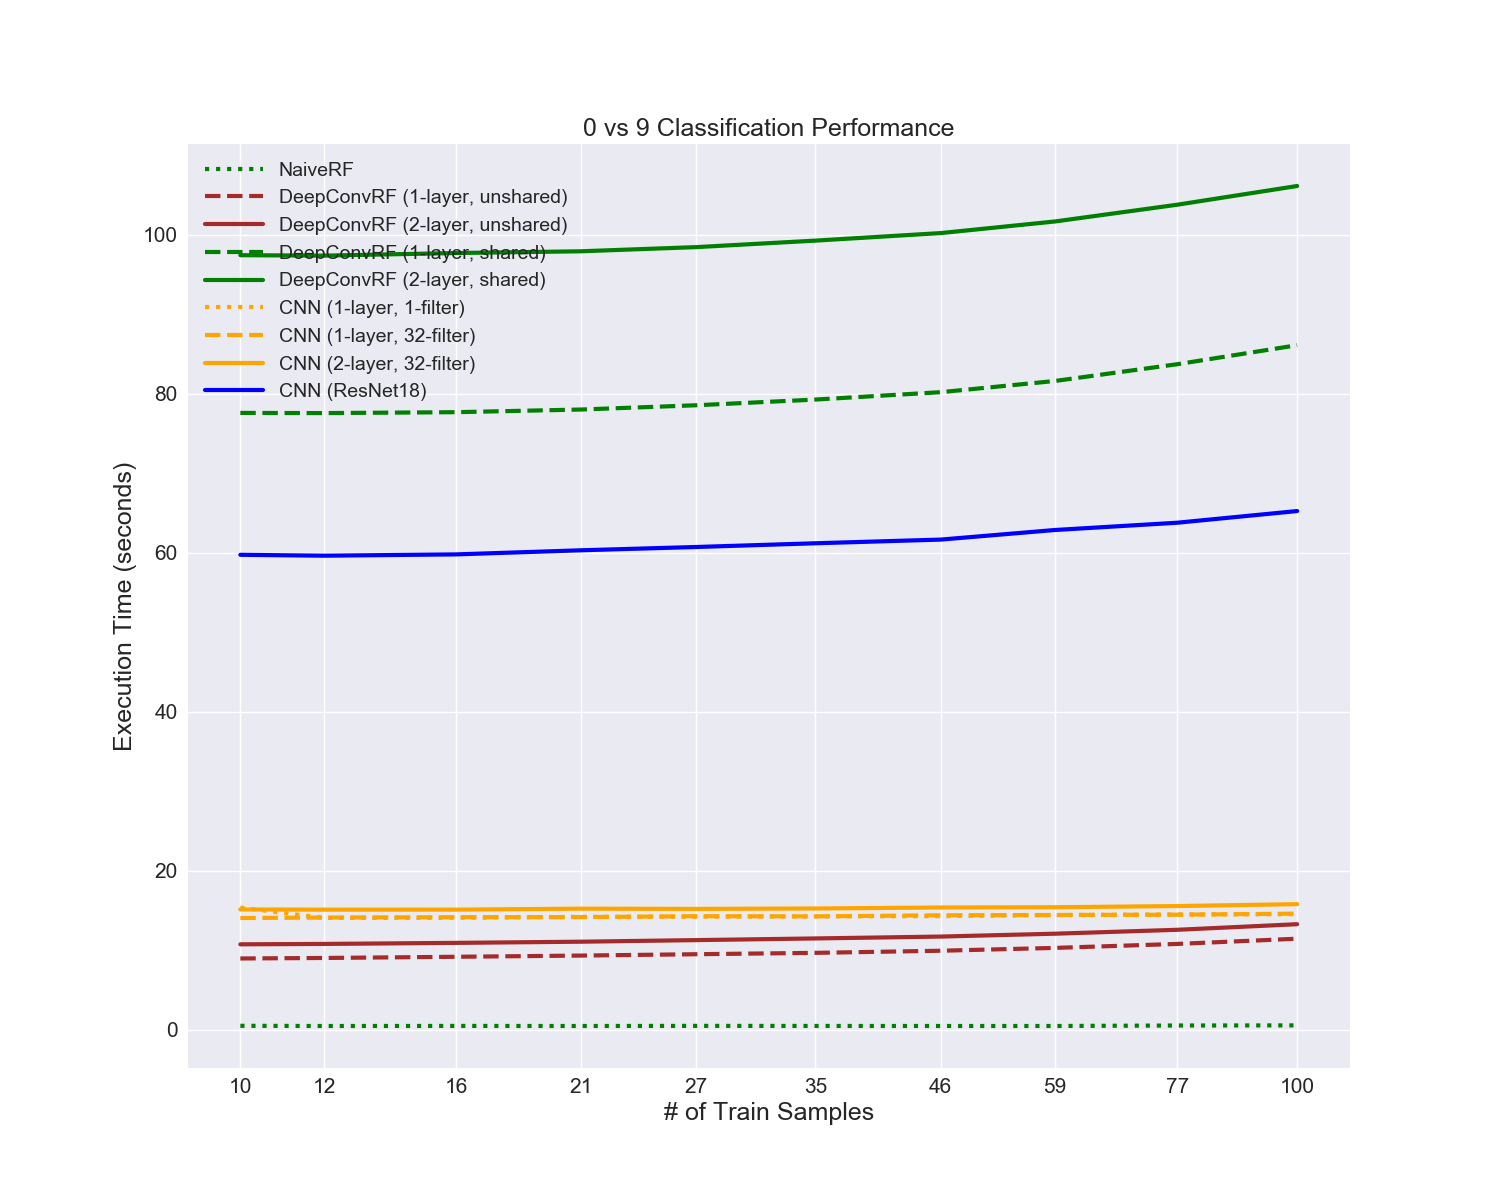 0 vs 9 Classification Performance
NaiveRF
DeepConvRF (1-layer, unshared)
DeepConvRF (2-layer, unshared)
DeepConvRF (1-layer, shared)
DeepConvRF (2-layer, shared)
CNN (1-layer, 1-filter)
CNN (1-layer, 32-filter)
CNN (2-layer, 32-filter)
CNN (ResNet18)
100
80
60
40
20
0
Execution Time (seconds)
10 12 16 21 27 35 46 59 77 100
# of Train Samples